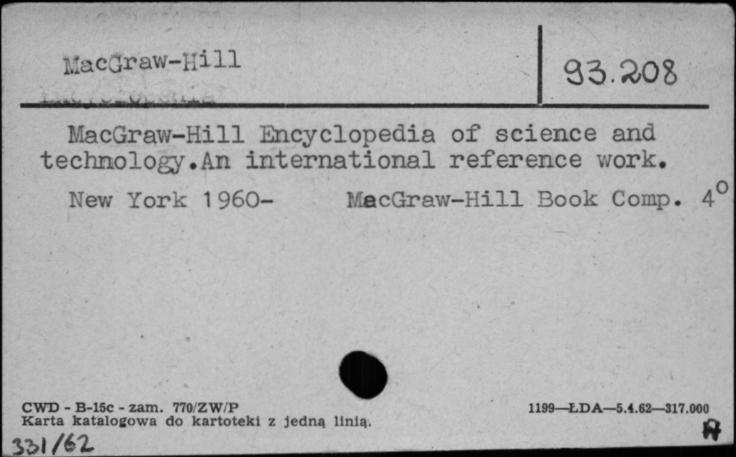 MacGraw-Hill
93.208
MacGraw-Hill Encyclopedia of science and
technology.An international reference work.
New York 1960- MacGraw-Hill Book Comp. 4°
CWD - B-15c - zam. 770/ZW/P
1199—ŁDA—5.4.62—317.000
Karta katalogowa do kartoteki z jedną linią.
331/62